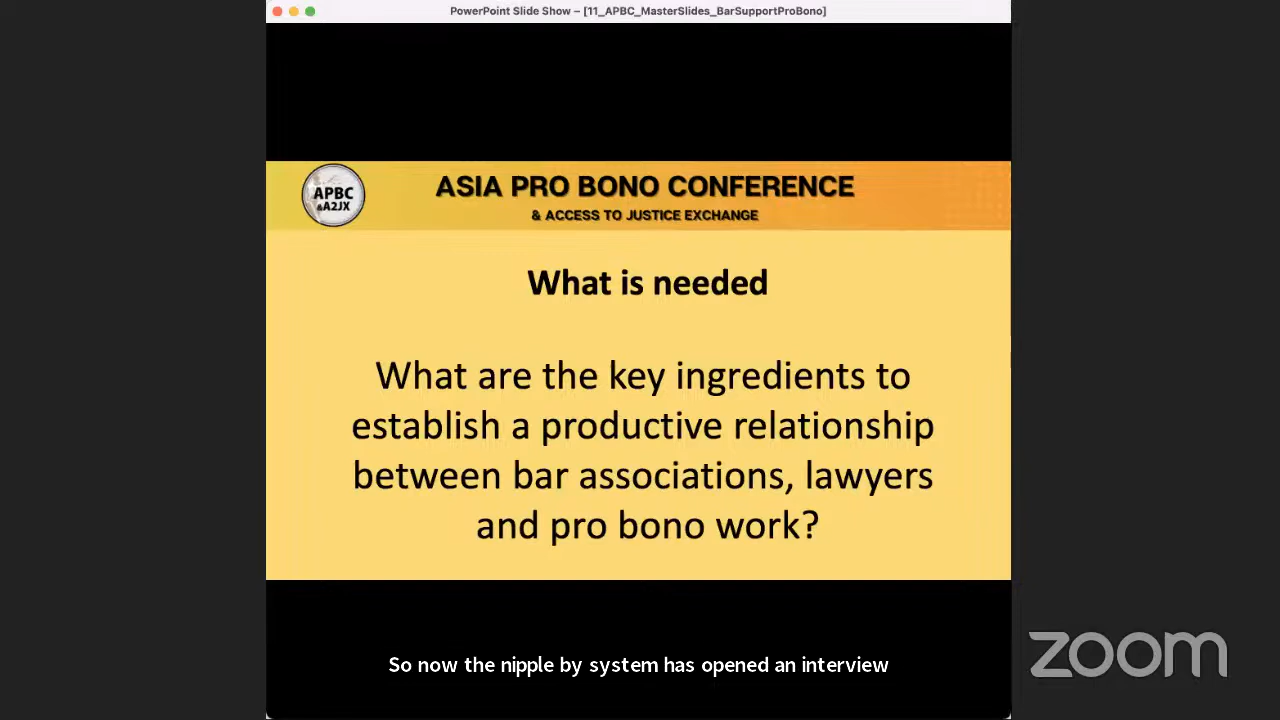 PowerPoint Slide Show – [11_APBC_MasterSlides_BarSupportProBono]
APBC
& A2JX
ASIA PRO BONO CONFERENCE
& ACCESS TO JUSTICE EXCHANGE
What is needed
What are the key ingredients to
establish a productive relationship
between bar associations, lawyers
and pro bono work?
So now the nipple by system has opened an interview
zoom